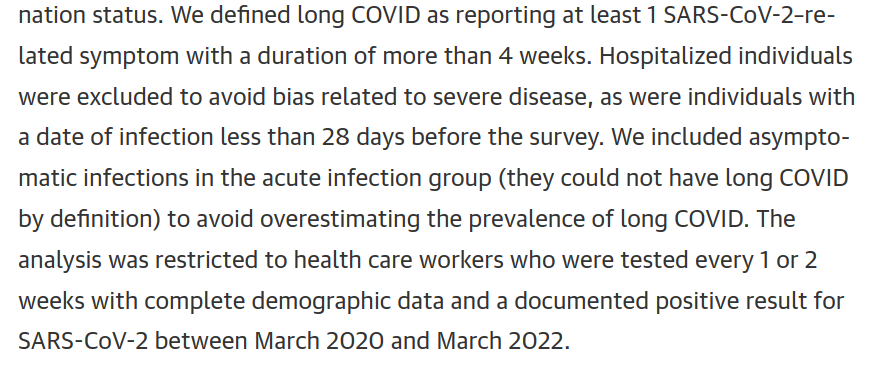 nation status. We defined long COVID as reporting at least 1 SARS-CoV-2–re-
lated symptom with a duration of more than 4 weeks. Hospitalized individuals
were excluded to avoid bias related to severe disease, as were individuals with
a date of infection less than 28 days before the survey. We included asympto-
matic infections in the acute infection group (they could not have long COVID
by definition) to avoid overestimating the prevalence of long COVID. The
analysis was restricted to health care workers who were tested every 1 or 2
weeks with complete demographic data and a documented positive result for
SARS-CoV-2 between March 2020 and March 2022.